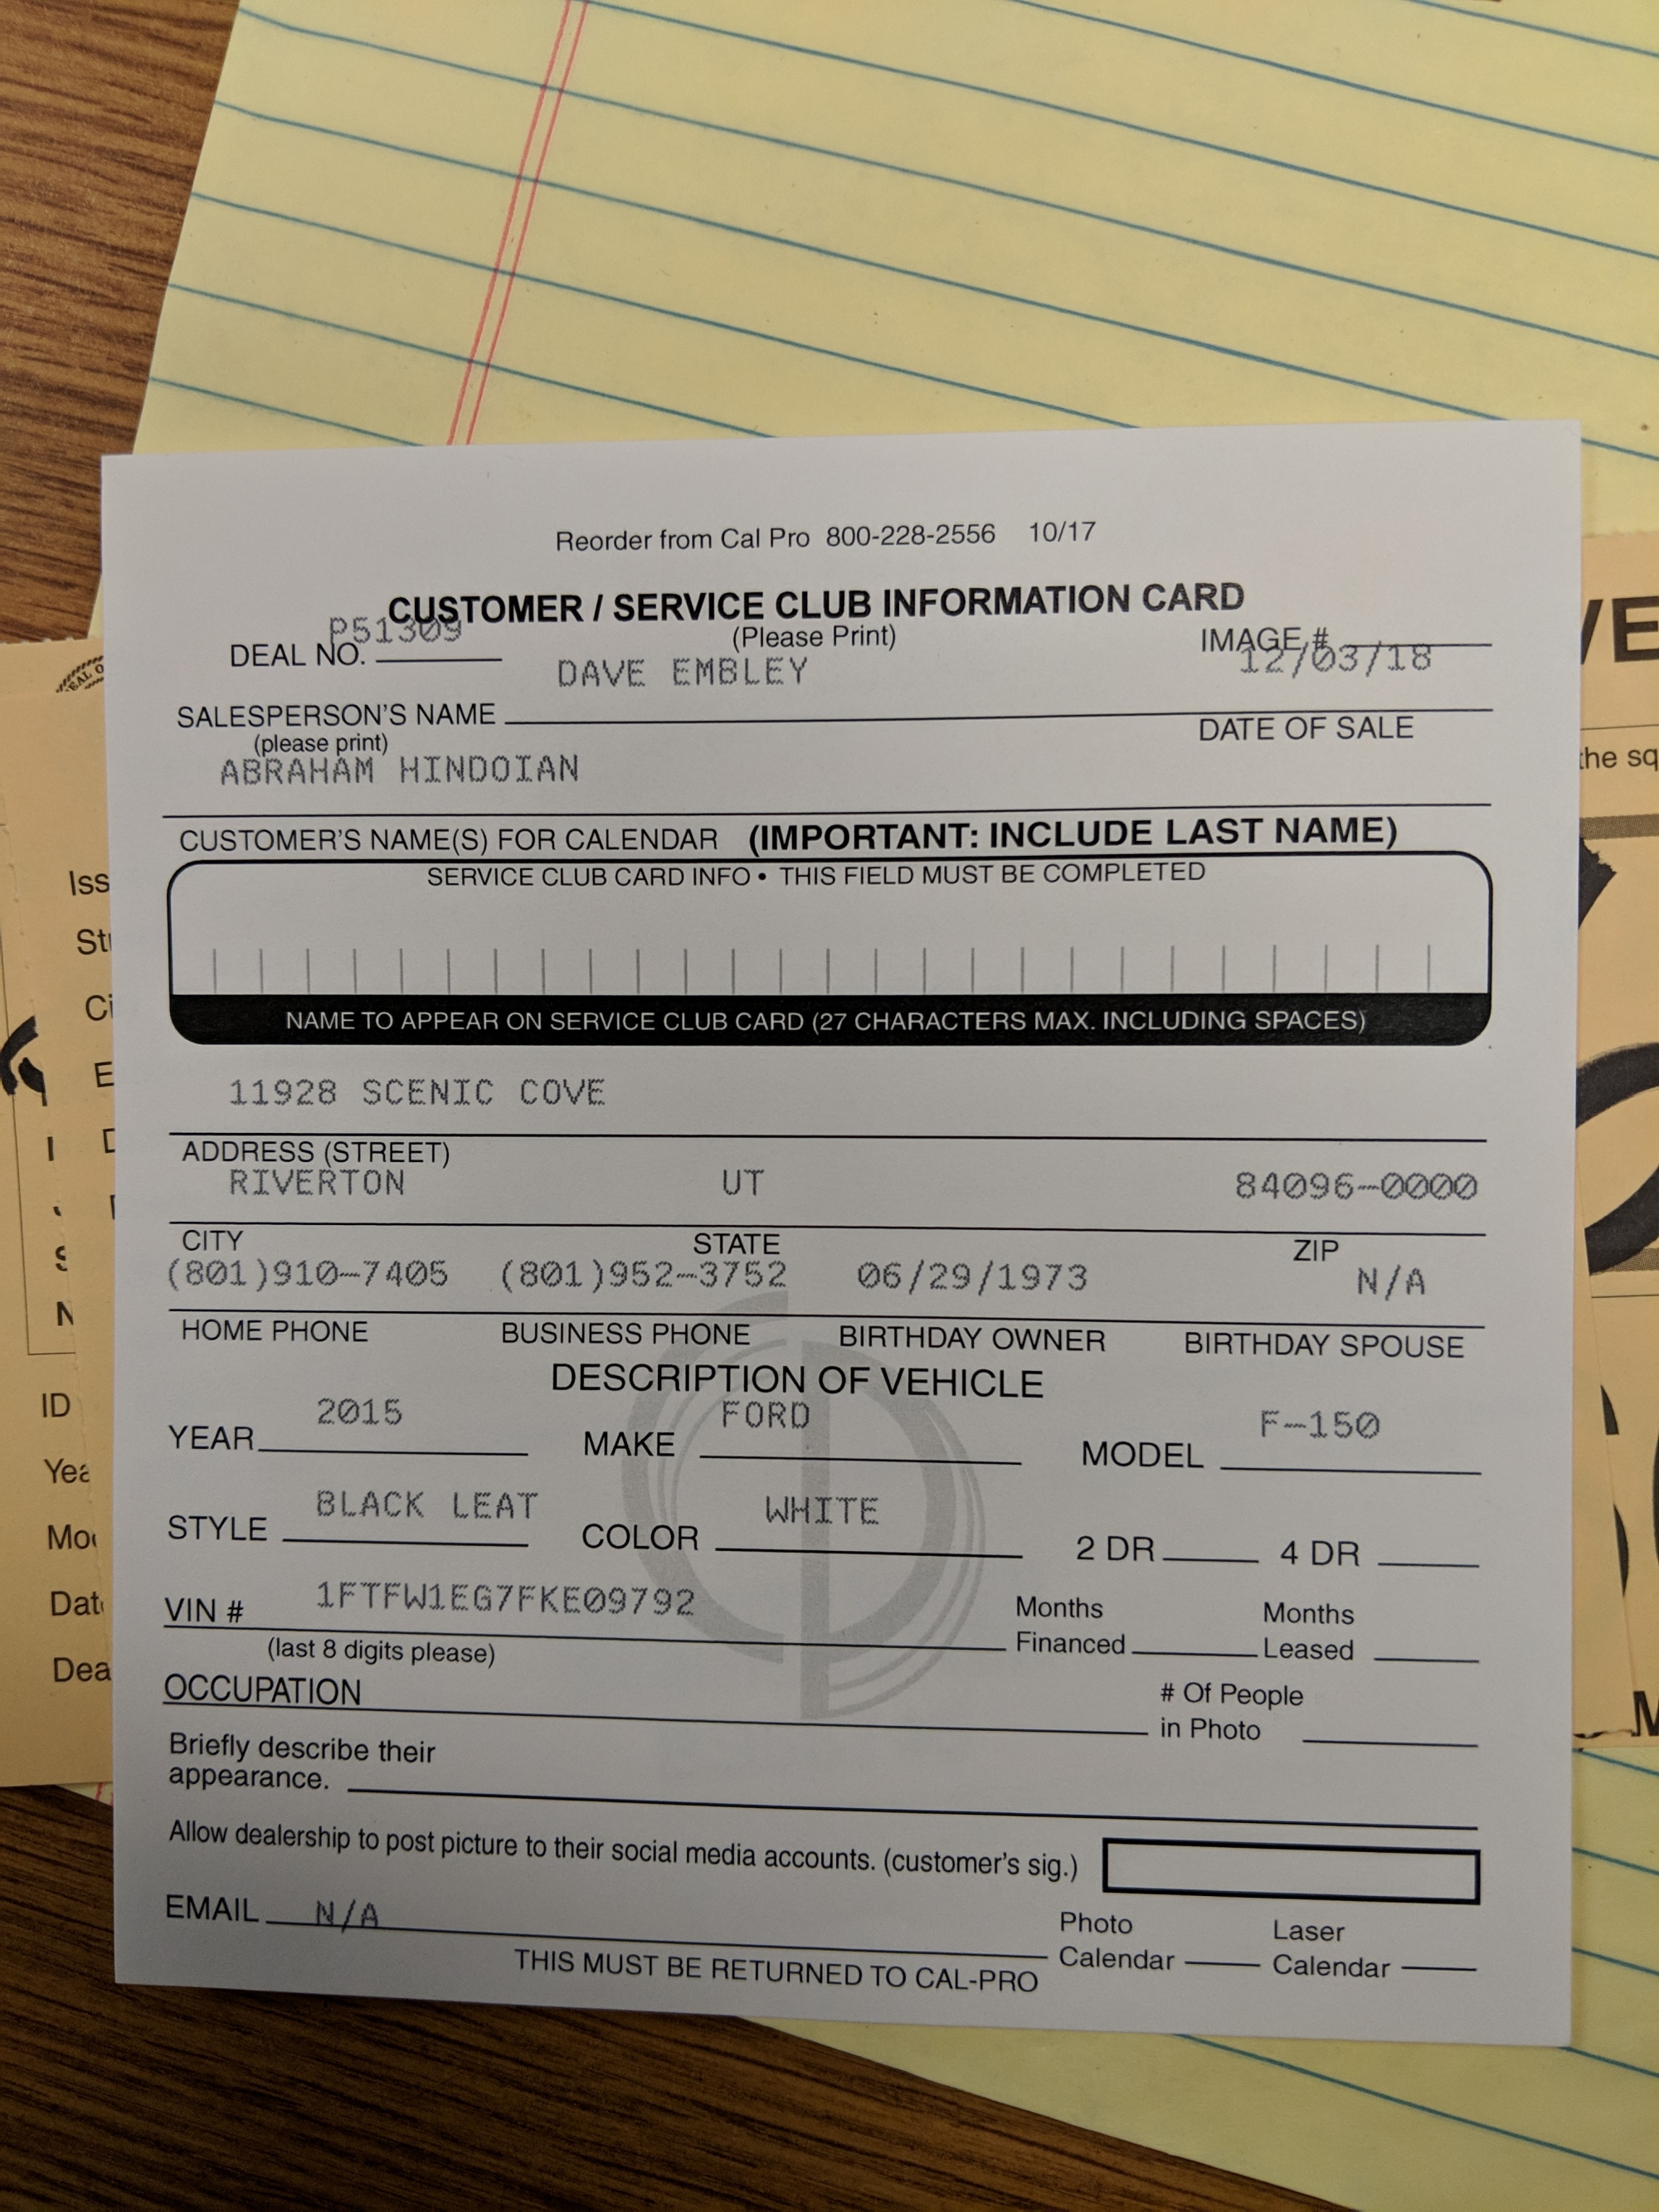 Reorder from Cal Pro 800-228-2556 10/17
CUSTOMER / SERVICE CLUB INFORMATION CARD
P51309
DEAL NO.
(Please Print)
IMAGE #
DAVE EMBLEY
12/03/18
SALESPERSON'S NAME
DATE OF SALE
(please print)
ABRAHAM HINDOIAN
CUSTOMER'S NAME(S) FOR CALENDAR (IMPORTANT: INCLUDE LAST NAME)
SERVICE CLUB CARD INFO • THIS FIELD MUST BE COMPLETED
NAME TO APPEAR ON SERVICE CLUB CARD (27 CHARACTERS MAX. INCLUDING SPACES)
11928 SCENIC COVE
ADDRESS (STREET)
RIVERTON UT 84096-0000
CITY STATE ZIP
(801)910-7405 (801)952-3752 06/29/1973 N/A
HOME PHONE BUSINESS PHONE BIRTHDAY OWNER BIRTHDAY SPOUSE
DESCRIPTION OF VEHICLE
2015 FORD F-150
YEAR MAKE MODEL
BLACK LEAT WHITE
STYLE COLOR 2 DR 4 DR
1FTFW1EG7FKE09792
VIN # Months Months
(last 8 digits please) Financed Leased
OCCUPATION # Of People
in Photo
Briefly describe their
appearance.
Allow dealership to post picture to their social media accounts. (customer's sig.)
EMAIL N/A Photo Laser
Calendar Calendar
THIS MUST BE RETURNED TO CAL-PRO
the sq
ID